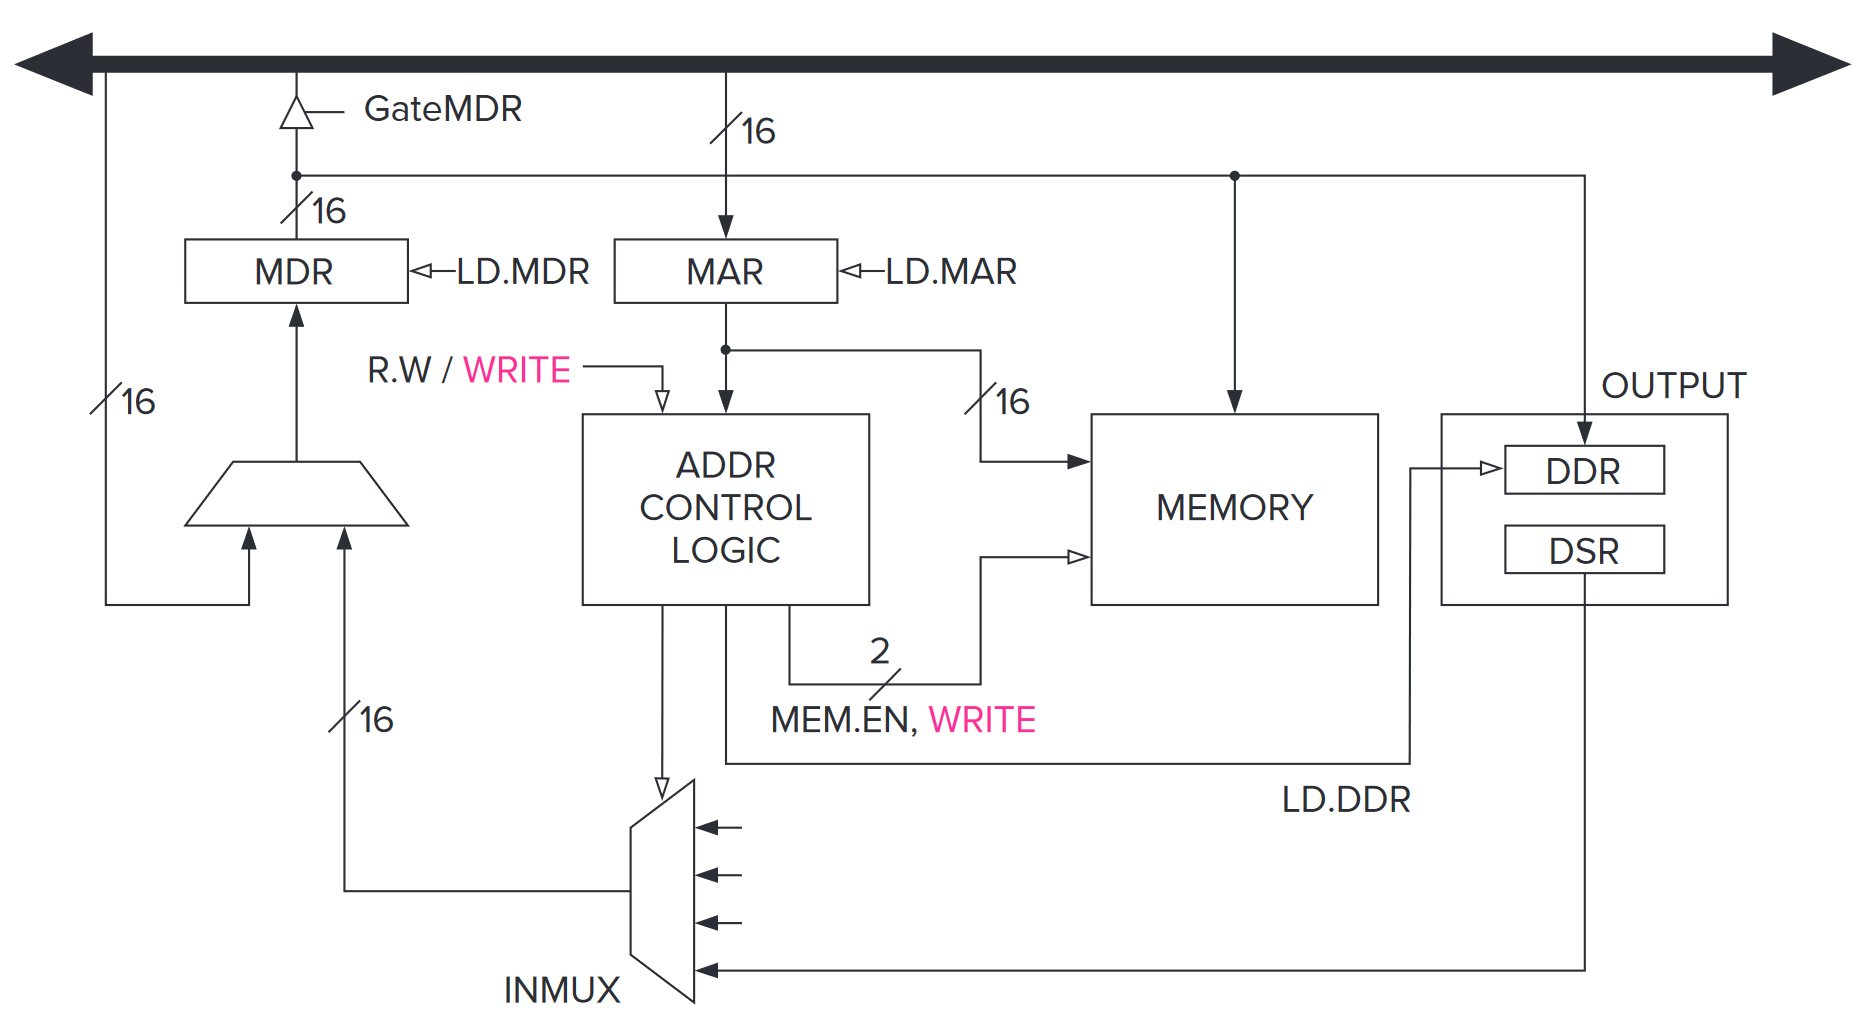 GateMDR
16
16
MDR
LD.MDR
MAR
LD.MAR
R.W / WRITE
16
16
OUTPUT
ADDR
CONTROL
LOGIC
MEMORY
DDR
DSR
2
MEM.EN, WRITE
16
LD.DDR
INMUX